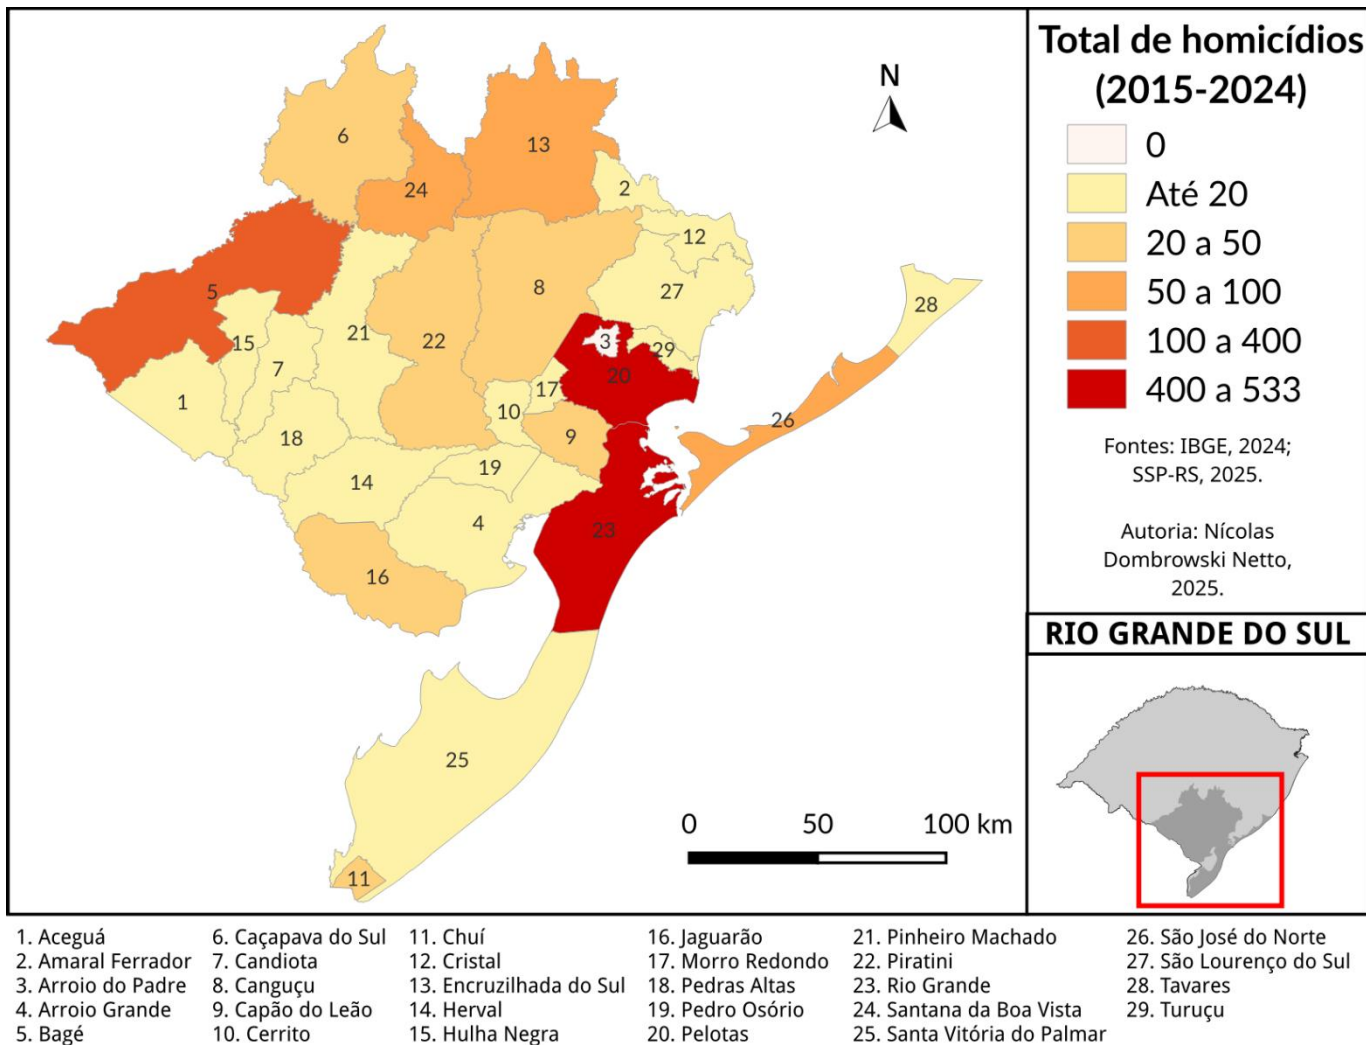 6
13
24
2
12
5
8
27
28
21
15
22
3
29
7
20
17
1
10
26
9
18
19
14
4
23
16
25
11
N
0 50 100 km
Total de homicídios
(2015-2024)
0
Até 20
20 a 50
50 a 100
100 a 400
400 a 533
Fontes: IBGE, 2024;
SSP-RS, 2025.
Autoria: Nícolas
Dombrowski Netto,
2025.
RIO GRANDE DO SUL
1. Aceguá
2. Amaral Ferrador
3. Arroio do Padre
4. Arroio Grande
5. Bagé
6. Caçapava do Sul
7. Candiota
8. Canguçu
9. Capão do Leão
10. Cerrito
11. Chuí
12. Cristal
13. Encruzilhada do Sul
14. Herval
15. Hulha Negra
16. Jaguarão
17. Morro Redondo
18. Pedras Altas
19. Pedro Osório
20. Pelotas
21. Pinheiro Machado
22. Piratini
23. Rio Grande
24. Santana da Boa Vista
25. Santa Vitória do Palmar
26. São José do Norte
27. São Lourenço do Sul
28. Tavares
29. Turuçu